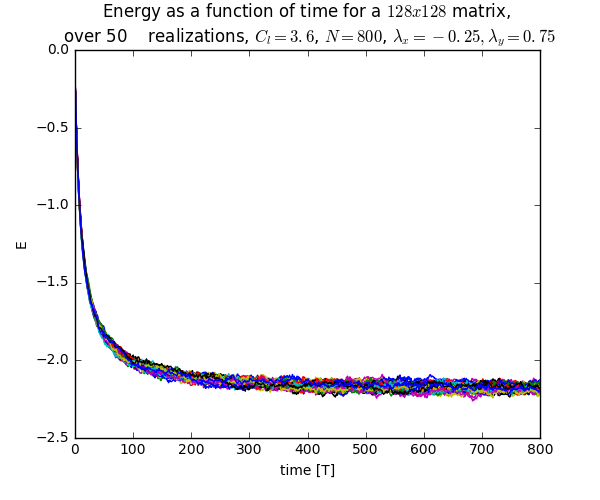 Energy as a function of time for a 128x128 matrix,
over 50 realizations, C_l = 3.6, N = 800, λ_x = −0.25, λ_y = 0.75
0.0
−0.5
−1.0
−1.5
−2.0
−2.5
E
0 100 200 300 400 500 600 700 800
time [T]